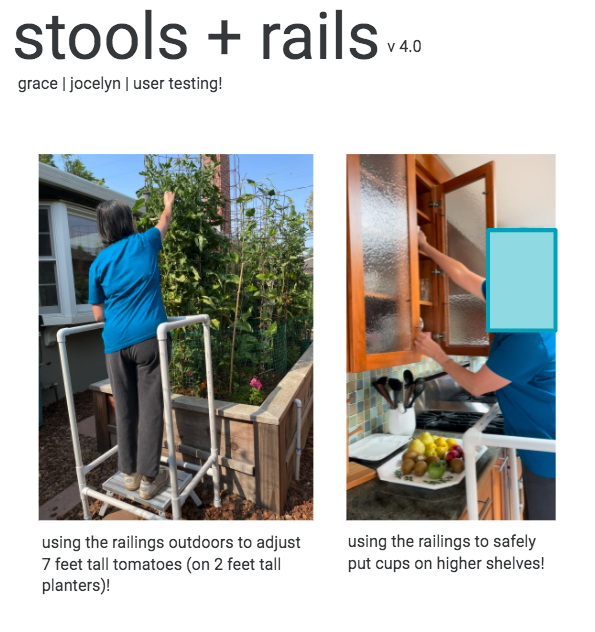 stools + rails v 4.0
grace | jocelyn | user testing!
using the railings outdoors to adjust
7 feet tall tomatoes (on 2 feet tall
planters)!
using the railings to safely
put cups on higher shelves!